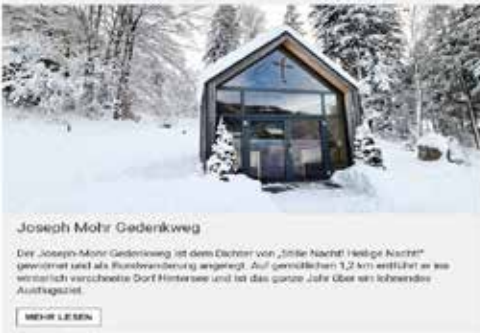 Joseph Mohr Gedenkweg
Der Joseph-Mohr-Gedenkweg ist dem Dichter von „Stille Nacht! Heilige Nacht!"
gewidmet und als Rundwanderung angelegt. Auf gemütlichen 1,2 km entführt er ins
winterlich verschneite Dorf Hintersee und ist das ganze Jahr über ein lohnendes
Ausflugsziel.
MEHR LESEN